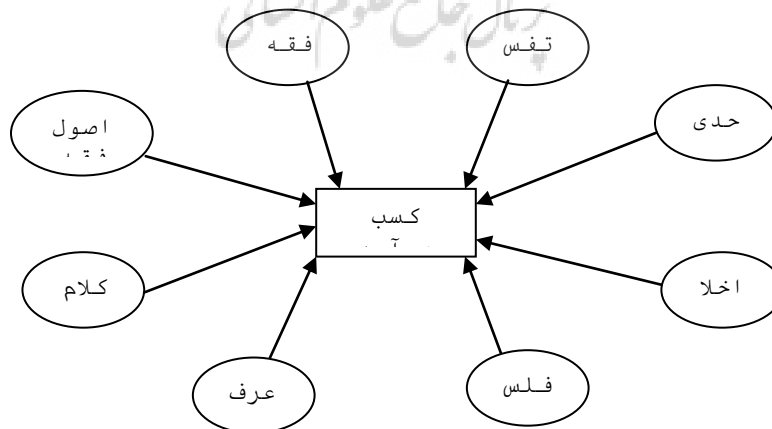 فقه
تفس
اصول
حدی
کسب
کلام
اخلا
عرف
فلس